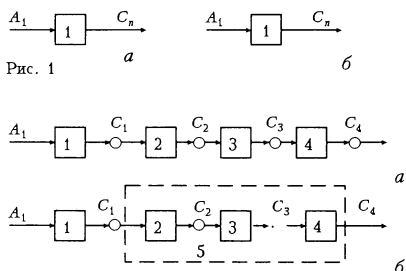 A₁ 1 Cₙ A₁ 1 Cₙ
Рис. 1 а б
C₁ C₂ C₃ C₄
A₁ 1 2 3 4
а
A₁ C₁ C₂ C₃ C₄
1 2 3 4
5
б